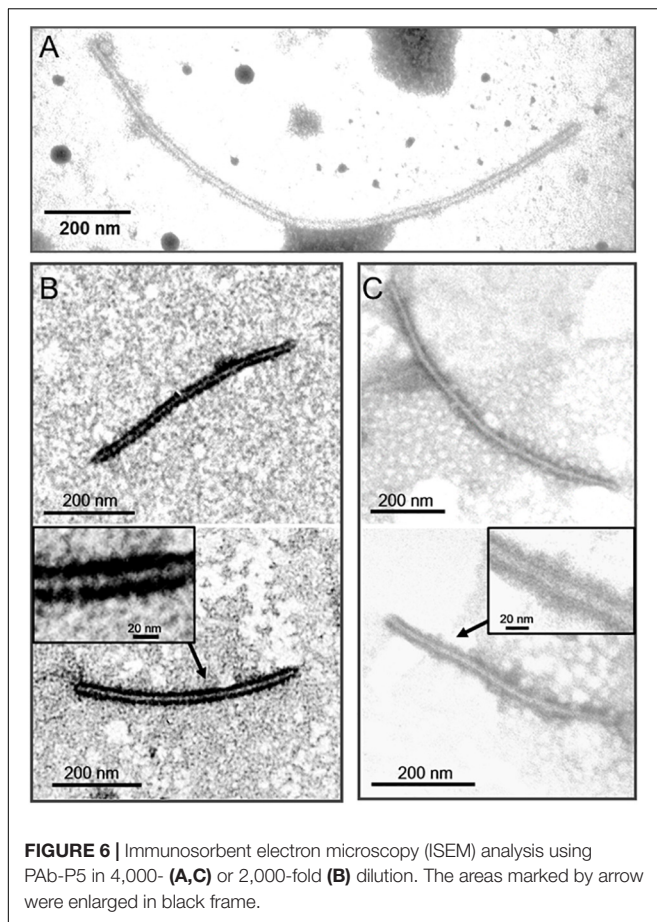 A
200 nm
B
C
200 nm
200 nm
20 nm
20 nm
200 nm
200 nm
FIGURE 6 | Immunosorbent electron microscopy (ISEM) analysis using
PAb-P5 in 4,000- (A,C) or 2,000-fold (B) dilution. The areas marked by arrow
were enlarged in black frame.